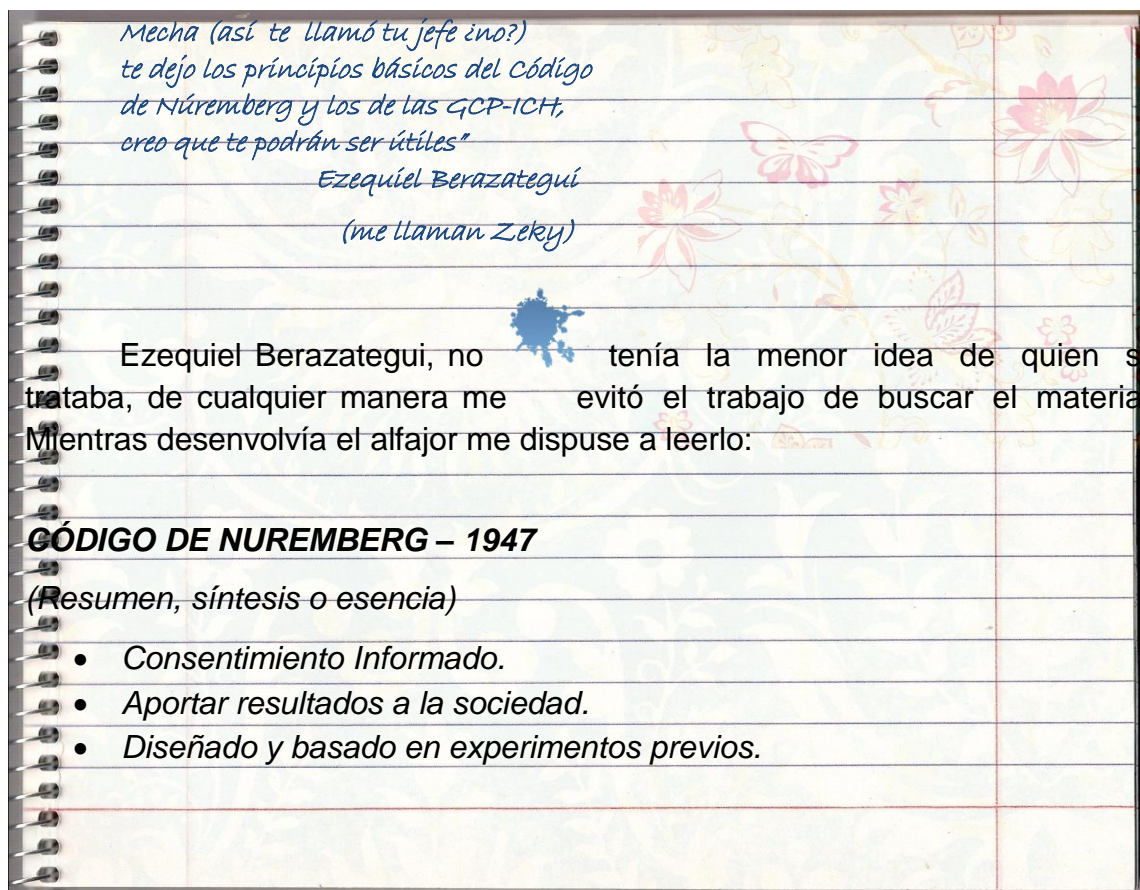 Mecha (así te llamó tu jefe ¿no?)
te dejo los principios básicos del Código
de Núremberg y los de las GCP-ICH,
creo que te podrán ser útiles”
Ezequiel Berazategui
(me llaman Zeky)
Ezequiel Berazategui, no tenía la menor idea de quien s
trataba, de cualquier manera me evitó el trabajo de buscar el materia
Mientras desenvolvía el alfajor me dispuse a leerlo:
CÓDIGO DE NUREMBERG – 1947
(Resumen, síntesis o esencia)
• Consentimiento Informado.
• Aportar resultados a la sociedad.
• Diseñado y basado en experimentos previos.